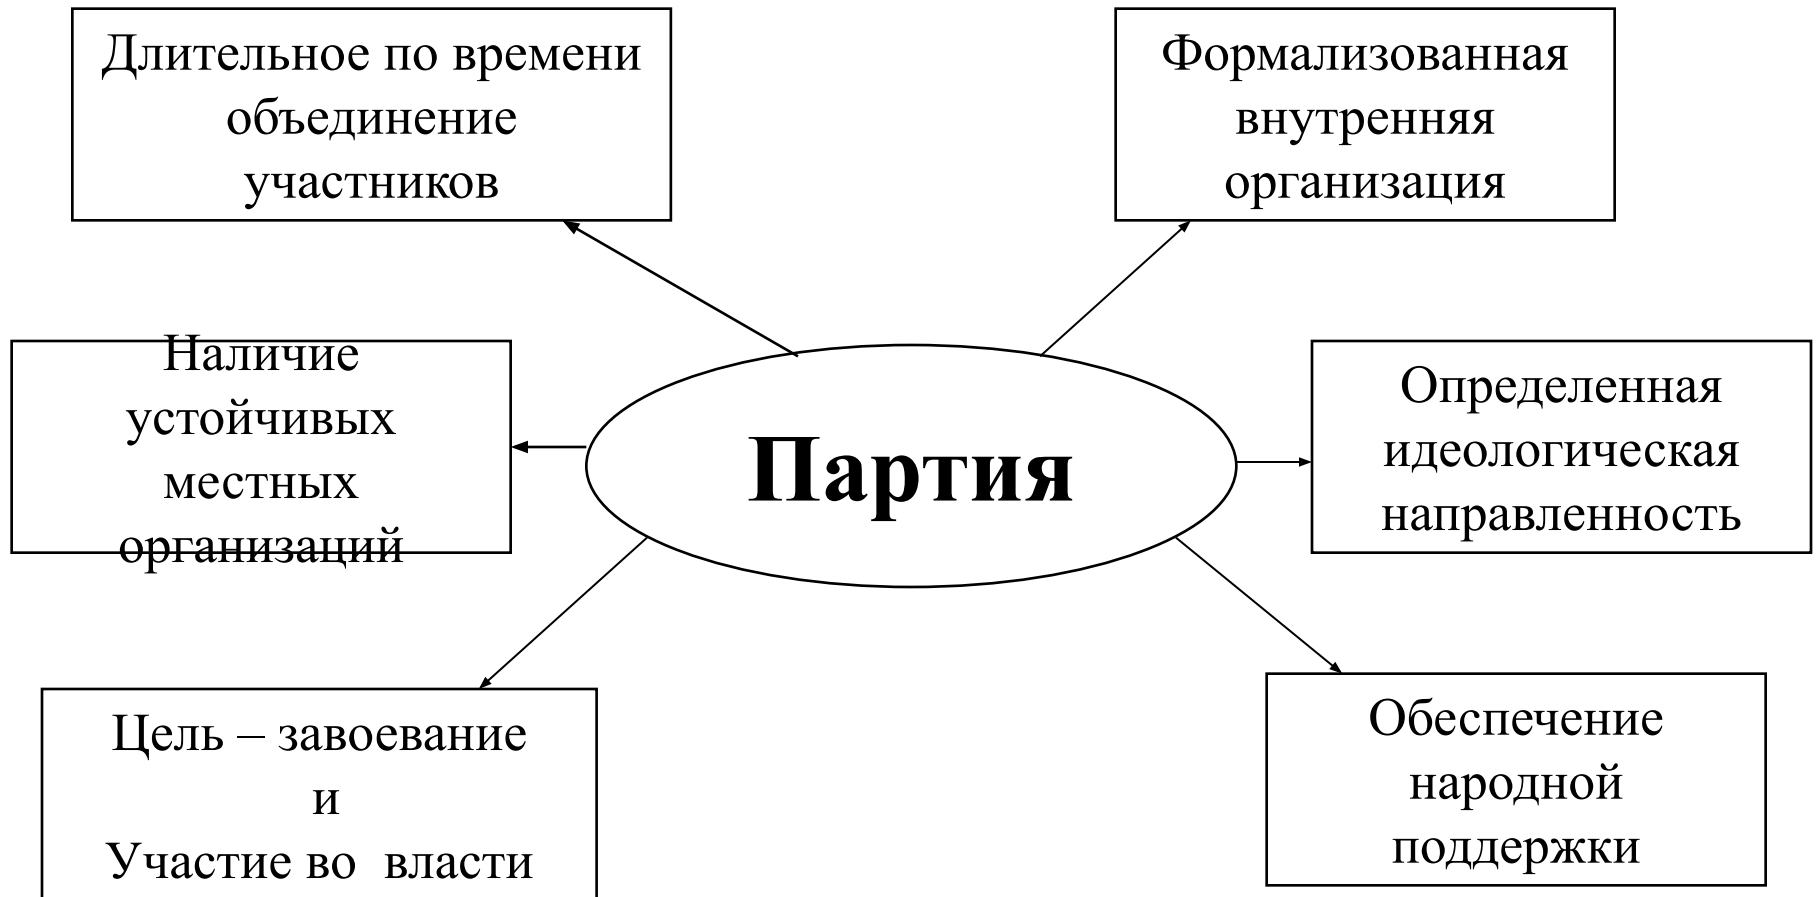 Длительное по времени
объединение
участников
Формализованная
внутренняя
организация
Наличие
устойчивых
местных
организаций
Партия
Определенная
идеологическая
направленность
Цель – завоевание
и
Участие во власти
Обеспечение
народной
поддержки